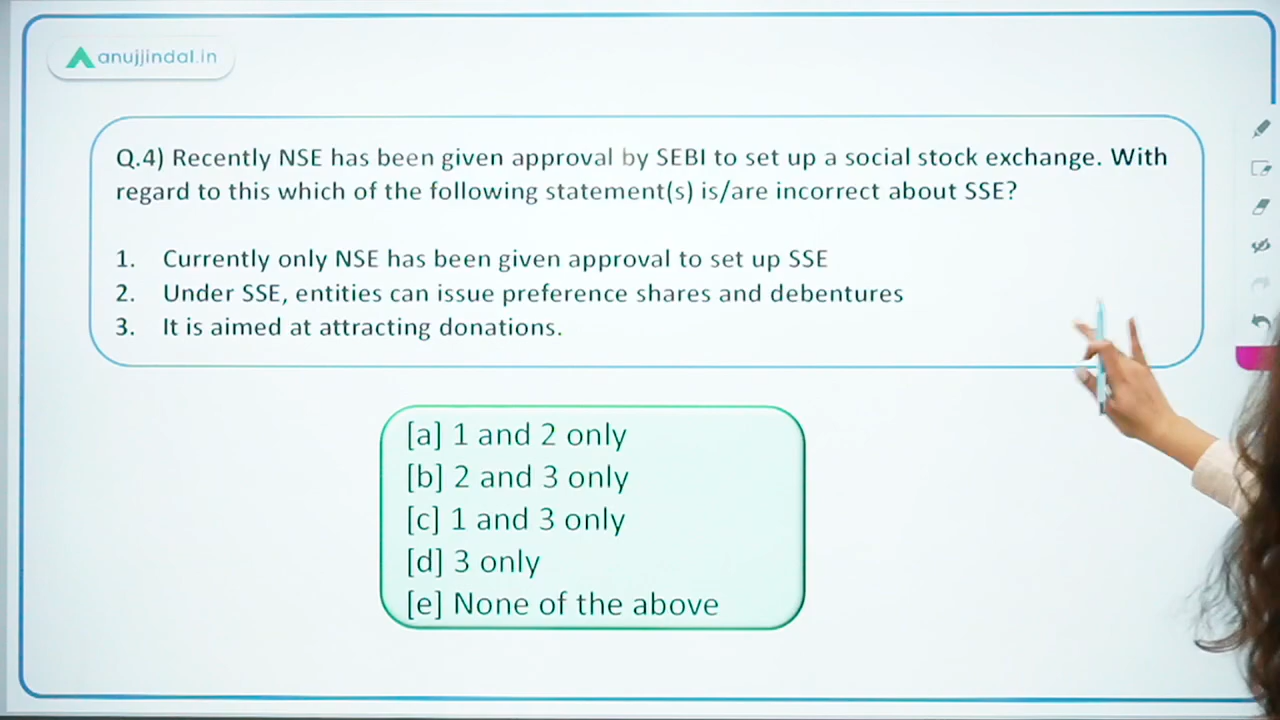 anujjindal.in
Q.4) Recently NSE has been given approval by SEBI to set up a social stock exchange. With
regard to this which of the following statement(s) is/are incorrect about SSE?
1. Currently only NSE has been given approval to set up SSE
2. Under SSE, entities can issue preference shares and debentures
3. It is aimed at attracting donations.
[a] 1 and 2 only
[b] 2 and 3 only
[c] 1 and 3 only
[d] 3 only
[e] None of the above